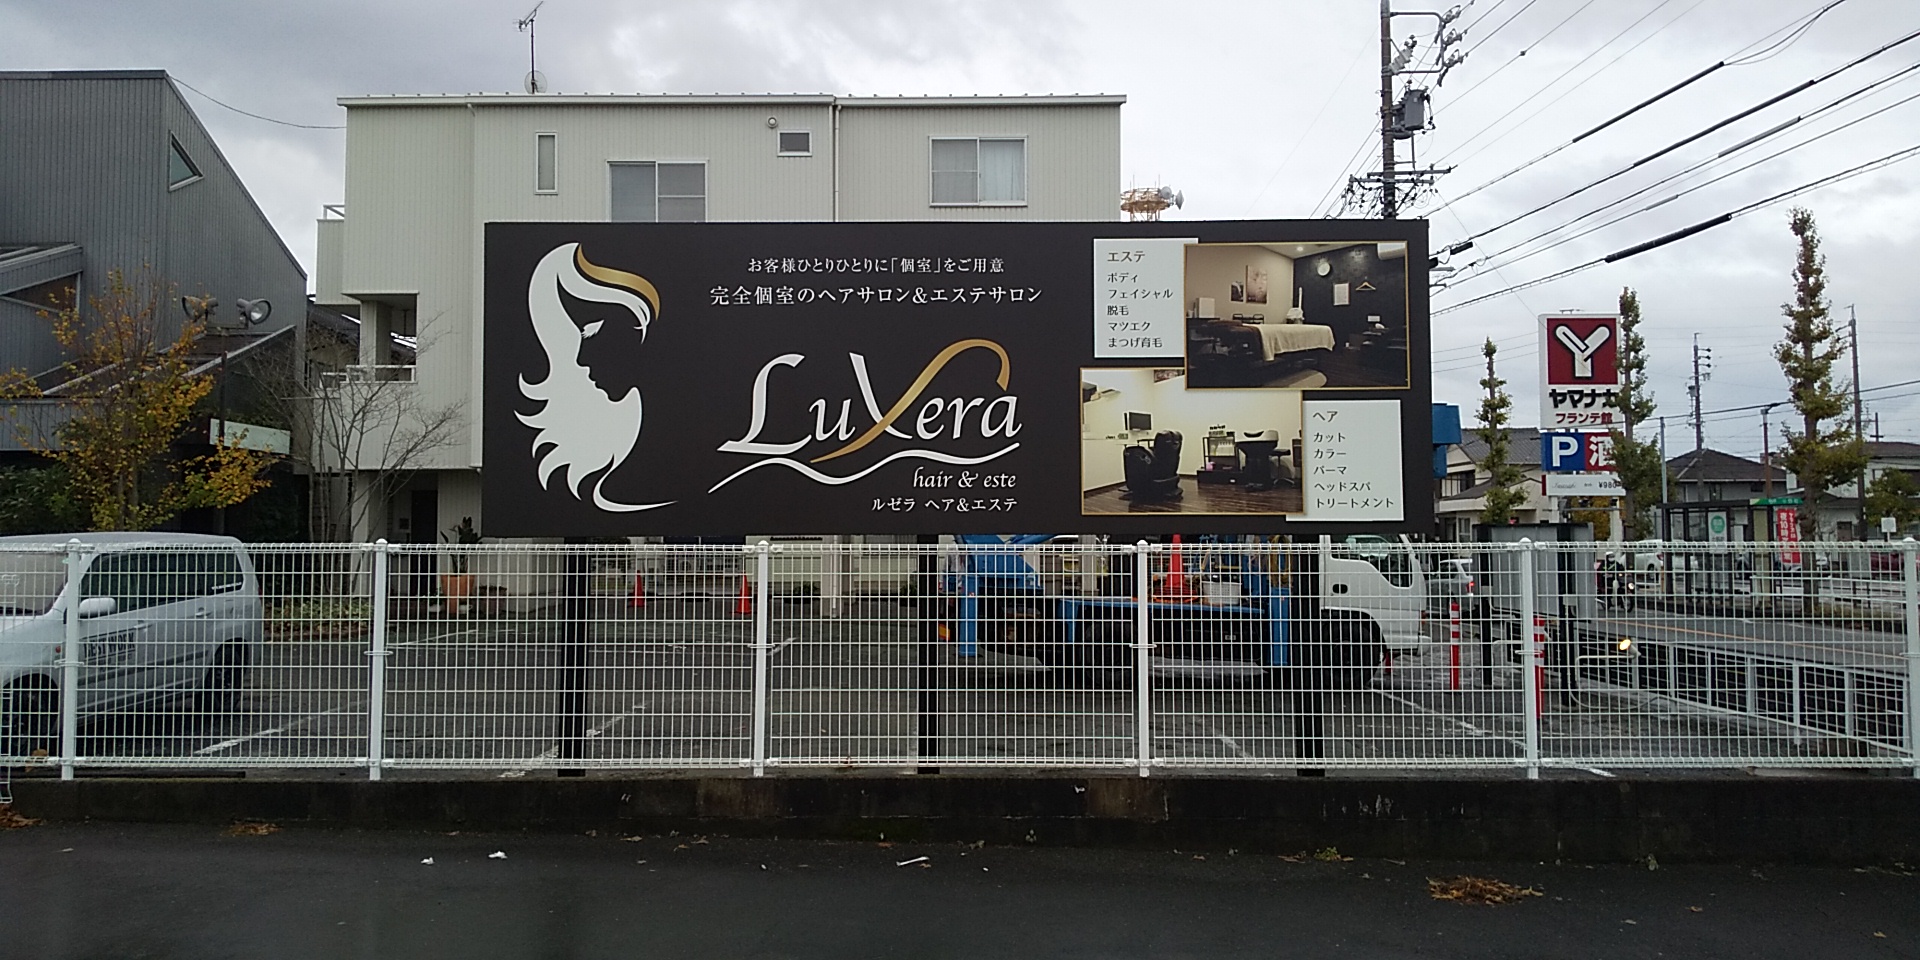 お客様ひとりひとりに「個室」をご用意
完全個室のヘアサロン&エステサロン
LuXera
hair & este
ルゼラ ヘア&エステ
エステ
ボディ
フェイシャル
脱毛
マツエク
まつげ育毛
ヘア
カット
カラー
パーマ
ヘッドスパ
トリートメント
ヤマナカ
フランテ館
P 酒
¥980